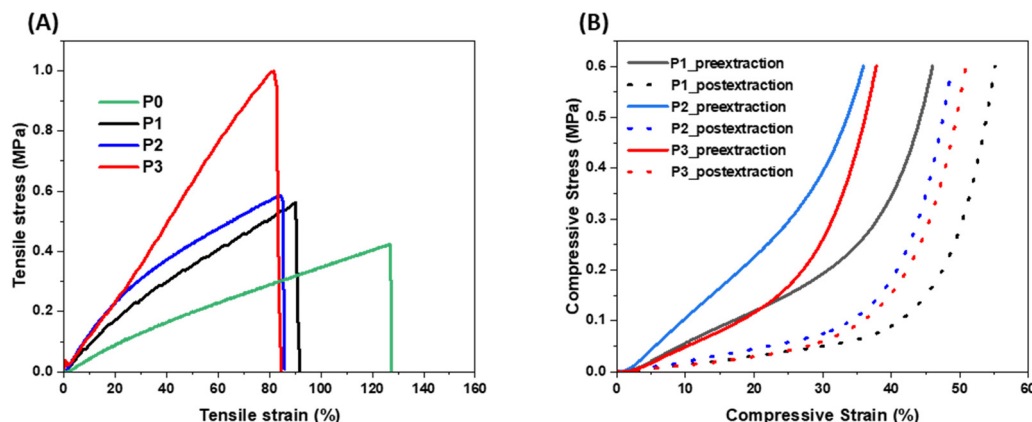 (A)
Tensile stress (MPa)
1.0
0.8
0.6
0.4
0.2
0.0
0
20
40
60
80
100
120
140
160
Tensile strain (%)
P0
P1
P2
P3
(B)
Compressive Stress (MPa)
0.6
0.5
0.4
0.3
0.2
0.1
0.0
0
10
20
30
40
50
60
Compressive Strain (%)
P1_preextraction
P1_postextraction
P2_preextraction
P2_postextraction
P3_preextraction
P3_postextraction